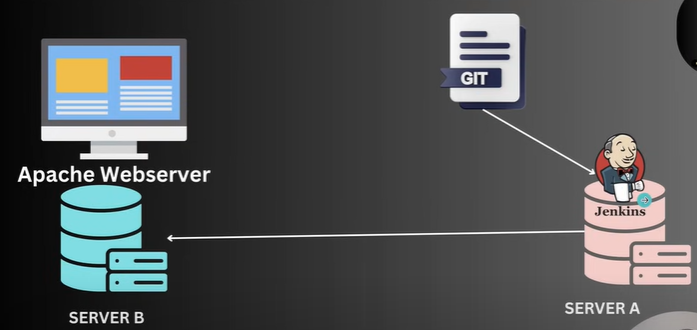 GIT
Apache Webserver
Jenkins
SERVER A
SERVER B